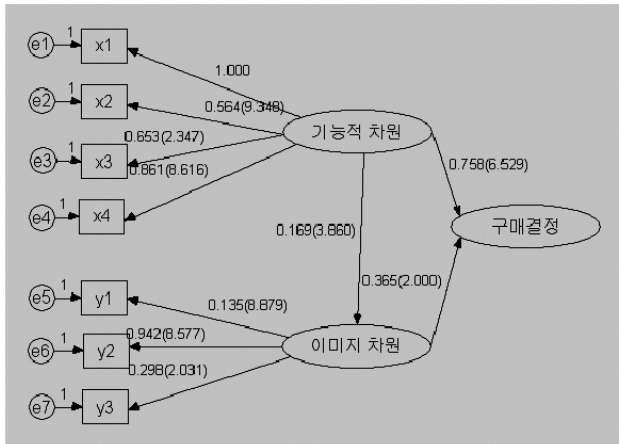 e1 1 x1
1.000
e2 1 x2
0.564(9.348)
기능적 차원
0.653(2.347)
e3 1 x3
0.861(8.616)
0.758(6.529)
e4 1 x4
0.169(3.860)
구매결정
0.365(2.000)
e5 1 y1
0.135(8.879)
0.942(8.577)
e6 1 y2
이미지 차원
0.298(2.031)
e7 1 y3